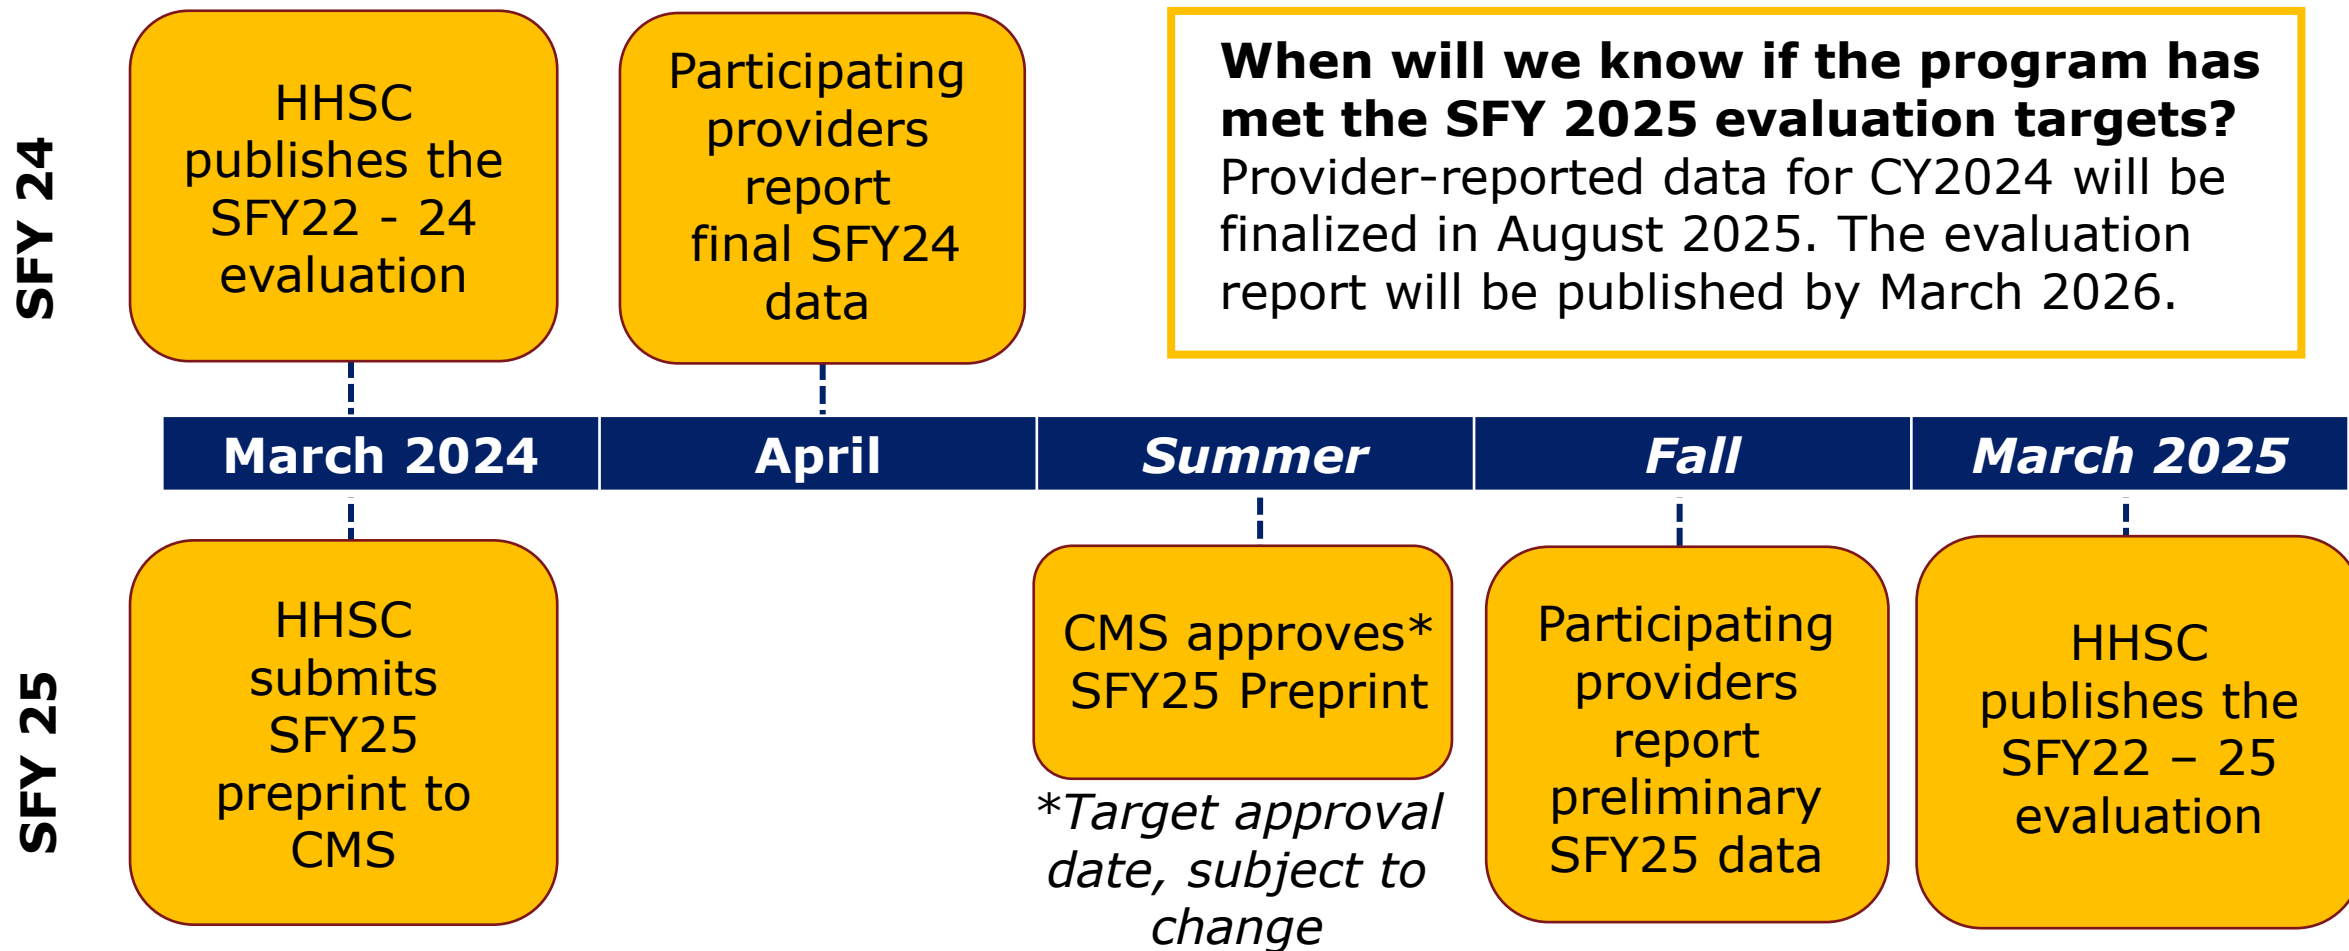 SFY 24
HHSC
publishes the
SFY22 - 24
evaluation
Participating
providers
report
final SFY24
data
When will we know if the program has
met the SFY 2025 evaluation targets?
Provider-reported data for CY2024 will be
finalized in August 2025. The evaluation
report will be published by March 2026.
March 2024
April
Summer
Fall
March 2025
SFY 25
HHSC
submits
SFY25
preprint to
CMS
CMS approves*
SFY25 Preprint
*Target approval
date, subject to
change
Participating
providers
report
preliminary
SFY25 data
HHSC
publishes the
SFY22 – 25
evaluation